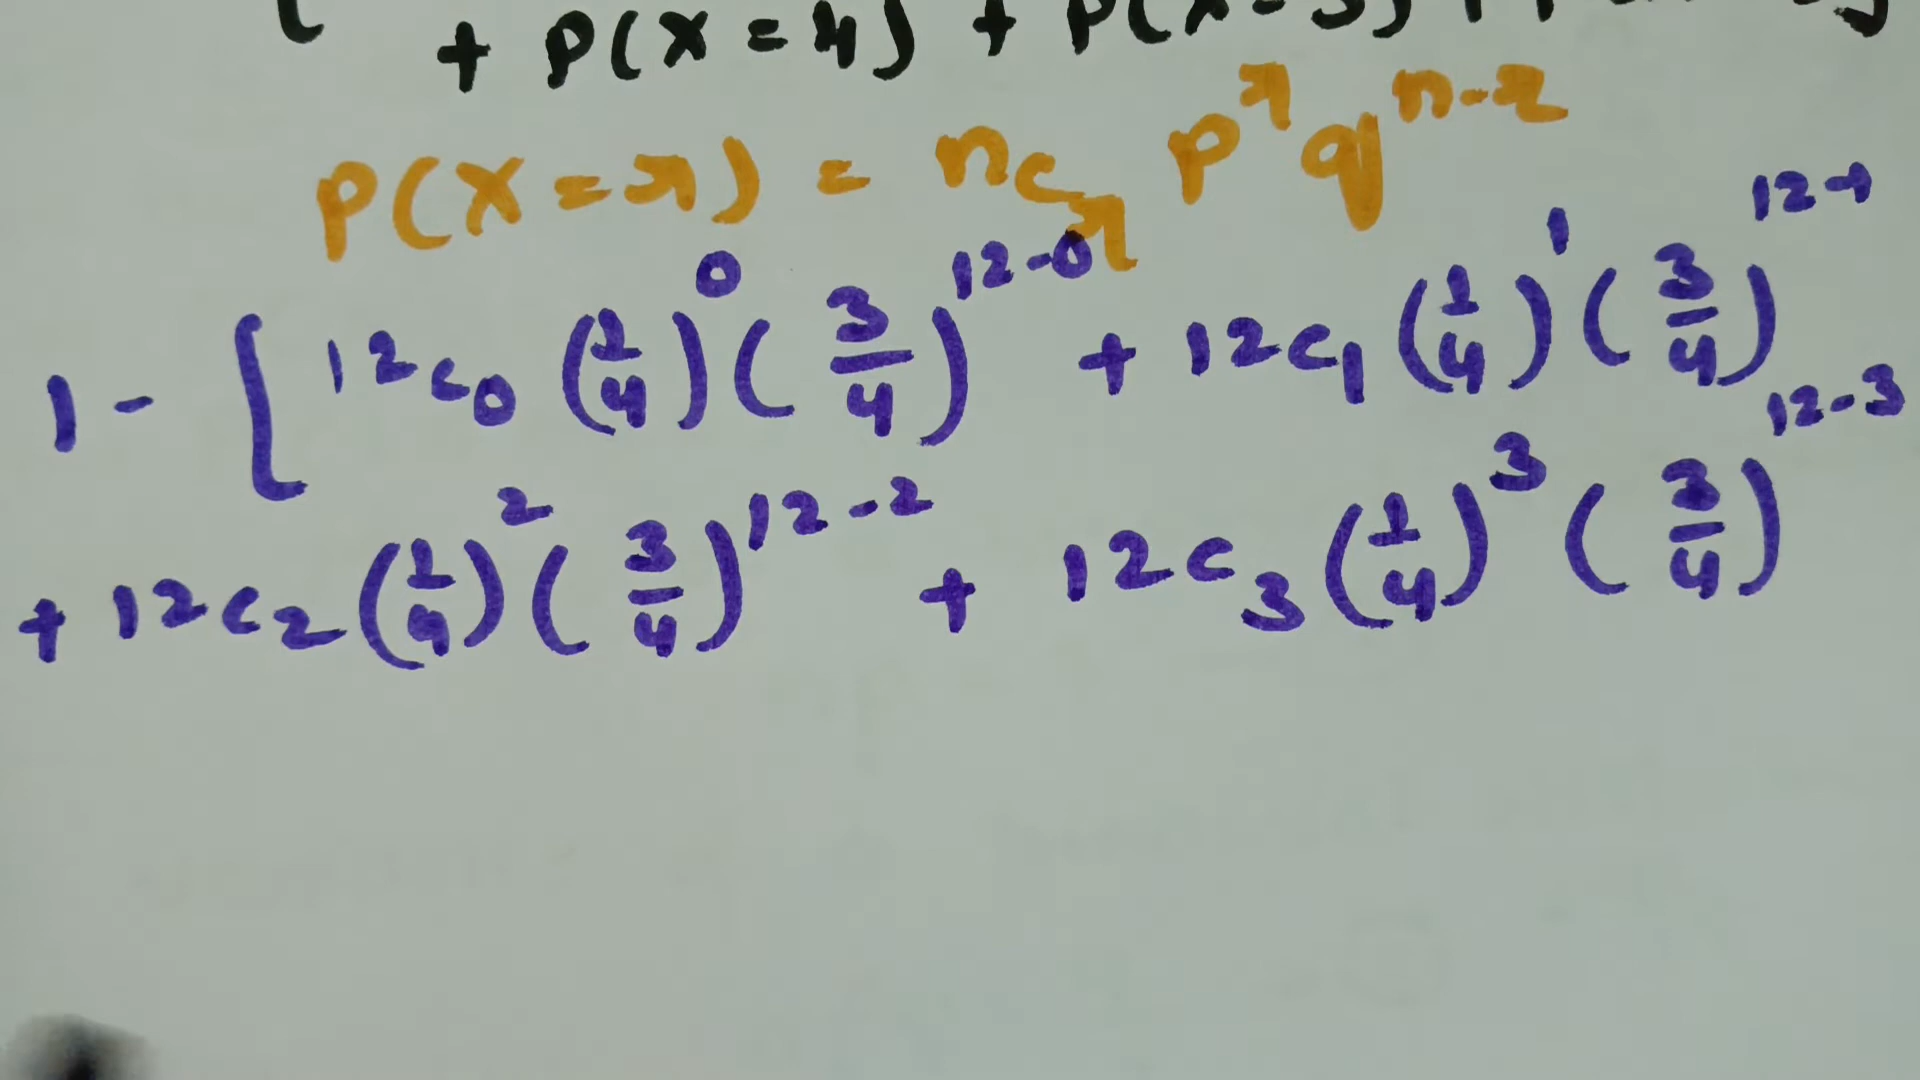 + P(X=4) + P(X=5) +
P(X=x) = nCx p^x q^n-x
1 - [ 12C0 (1/4)^0 (3/4)^12-0 + 12C1 (1/4)^1 (3/4)^12-1
+ 12C2 (1/4)^2 (3/4)^12-2 + 12C3 (1/4)^3 (3/4)^12-3